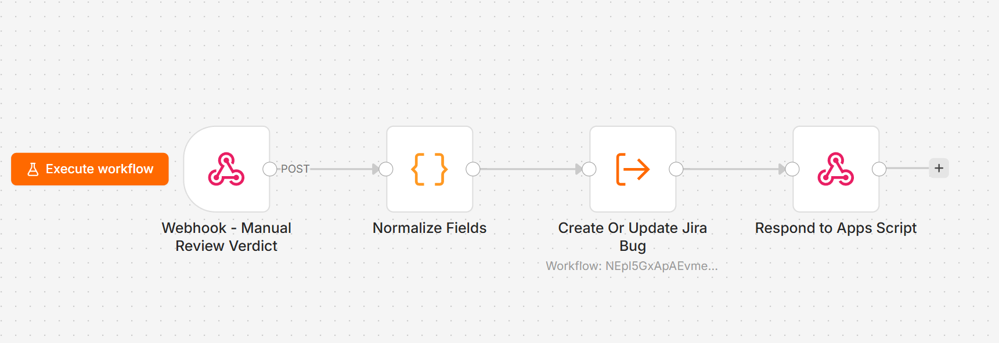 Execute workflow
POST
Webhook - Manual
Review Verdict
Normalize Fields
Create Or Update Jira
Bug
Workflow: NEpI5GxApAEvme...
Respond to Apps Script